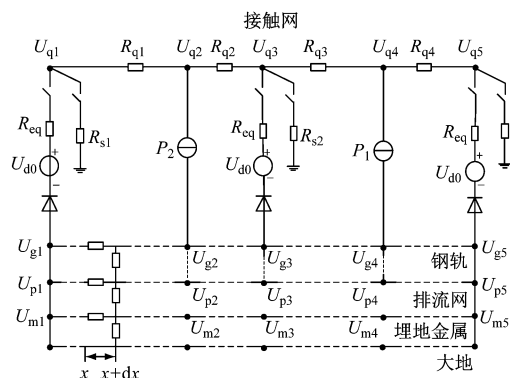 接触网
Uq1 Rq1 Uq2 Rq2 Uq3 Rq3 Uq4 Rq4 Uq5
Req Rs1 P2 Req Rs2 P1 Req
Ud0 + − Ud0 + − Ud0 + −
Ug1 Ug2 Ug3 Ug4 钢轨 Ug5
Up1 Up2 Up3 Up4 排流网 Up5
Um1 Um2 Um3 Um4 埋地金属 Um5
大地
x x+dx